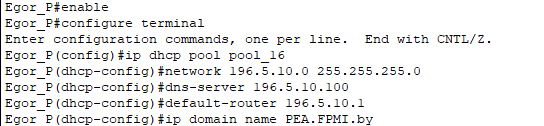 Egor_P#enable
Egor_P#configure terminal
Enter configuration commands, one per line.  End with CNTL/Z.
Egor_P(config)#ip dhcp pool pool_16
Egor_P(dhcp-config)#network 196.5.10.0 255.255.255.0
Egor_P(dhcp-config)#dns-server 196.5.10.100
Egor_P(dhcp-config)#default-router 196.5.10.1
Egor_P(dhcp-config)#ip domain name PEA.FPMI.by